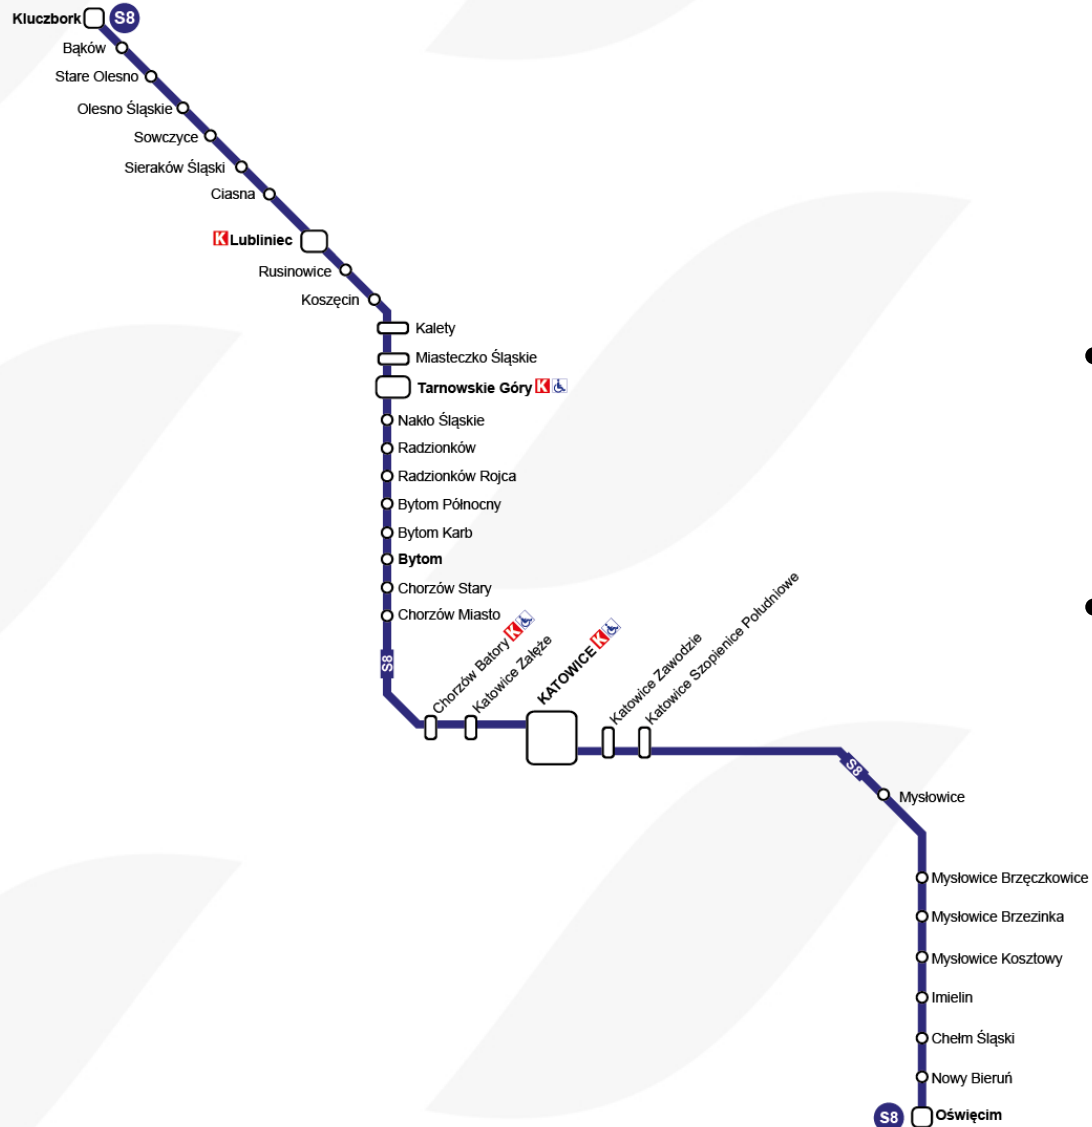 Kluczbork S8
Bąków
Stare Olesno
Olesno Śląskie
Sowczyce
Sieraków Śląski
Ciasna
K Lubliniec
Rusinowice
Koszęcin
Kalety
Miasteczko Śląskie
Tarnowskie Góry K
Nakło Śląskie
Radzionków
Radzionków Rojca
Bytom Północny
Bytom Karb
Bytom
Chorzów Stary
Chorzów Miasto
S8
Chorzów Batory K
Katowice Załęże
KATOWICE K
Katowice Zawodzie
Katowice Szopienice Południowe
S8
Mysłowice
Mysłowice Brzęczkowice
Mysłowice Brzezinka
Mysłowice Kosztowy
Imielin
Chełm Śląski
Nowy Bieruń
S8 Oświęcim